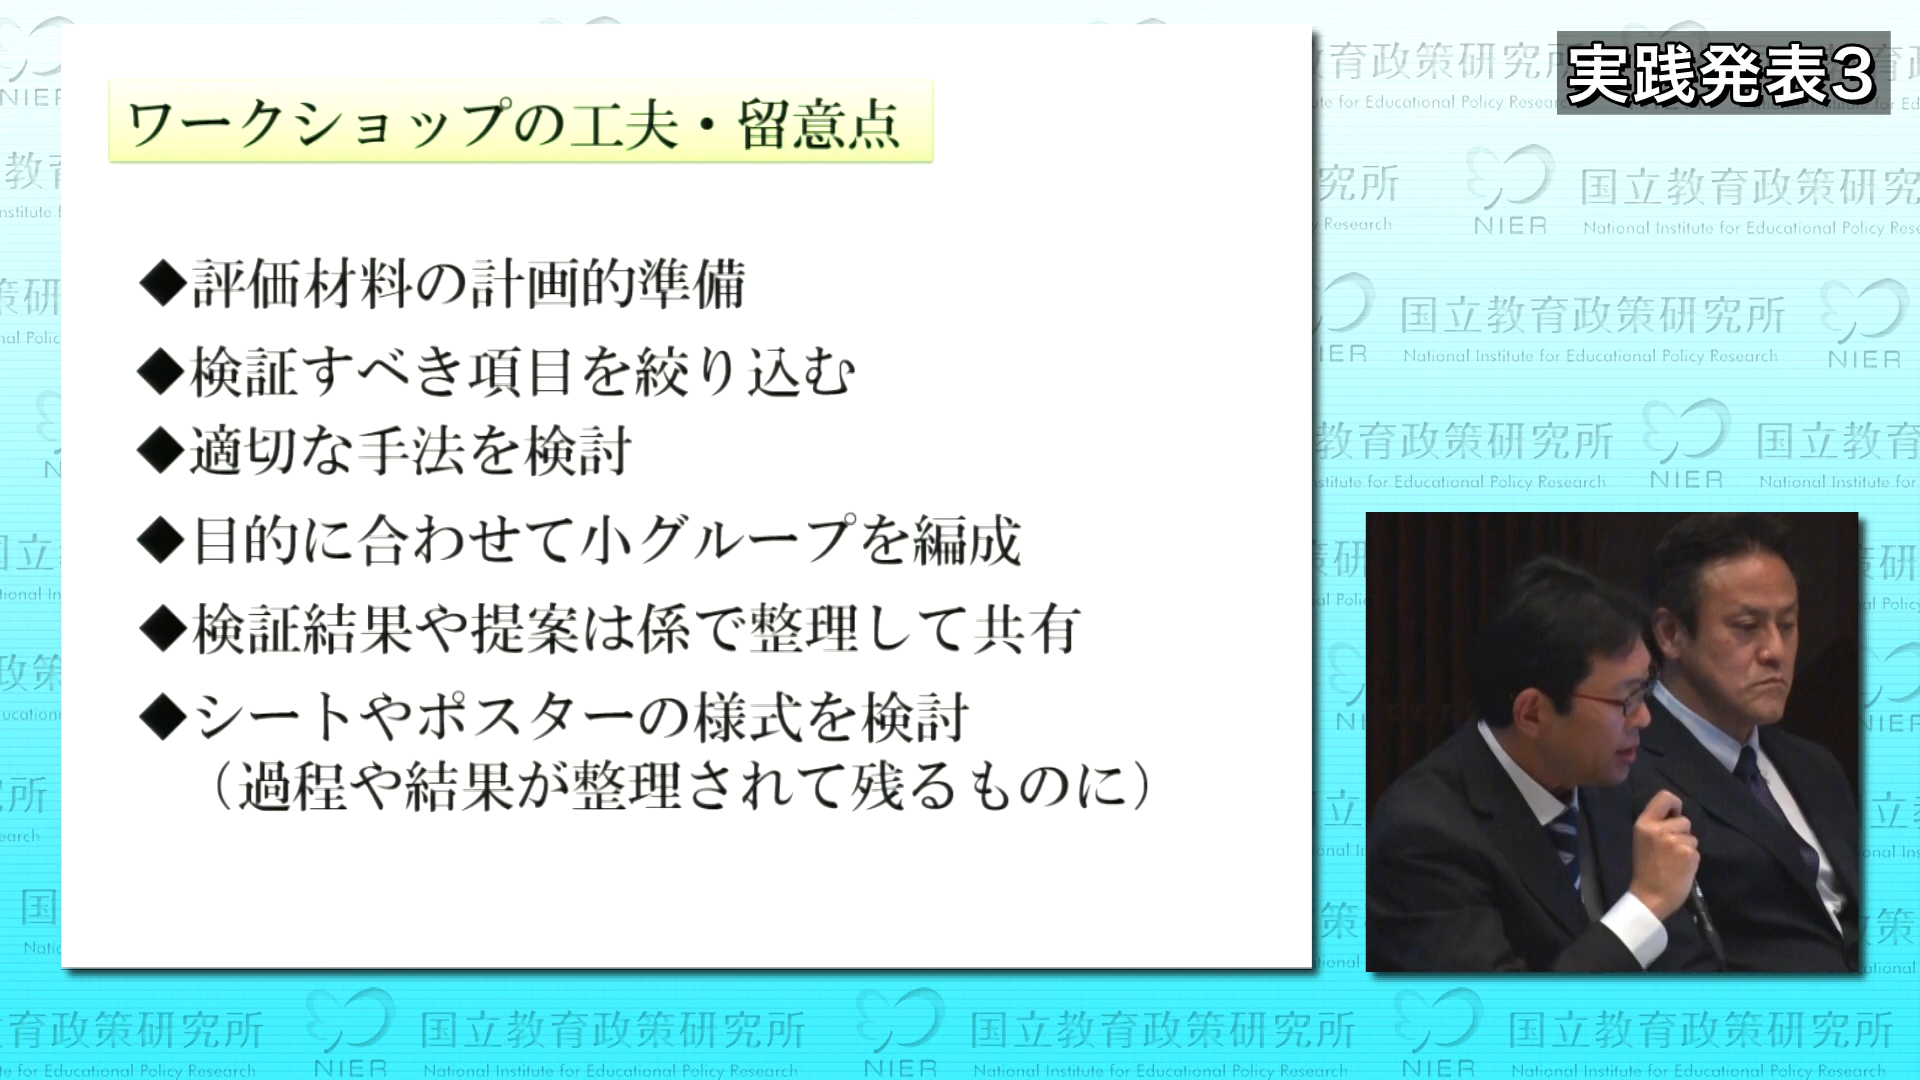 実践発表3
ワークショップの工夫・留意点
◆評価材料の計画的準備
◆検証すべき項目を絞り込む
◆適切な手法を検討
◆目的に合わせて小グループを編成
◆検証結果や提案は係で整理して共有
◆シートやポスターの様式を検討
（過程や結果が整理されて残るものに）
国立教育政策研究所
National Institute for Educational Policy Research
NIER